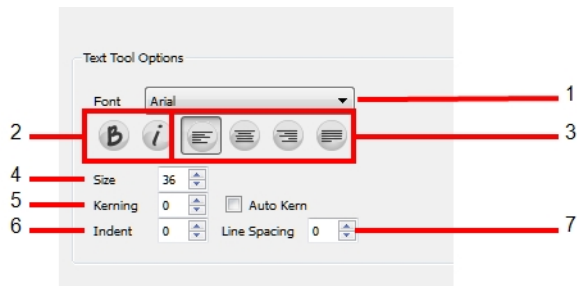 Text Tool Options
Font Arial 1
2 B i 3
4 Size 36
5 Kerning 0 Auto Kern
6 Indent 0 Line Spacing 0 7